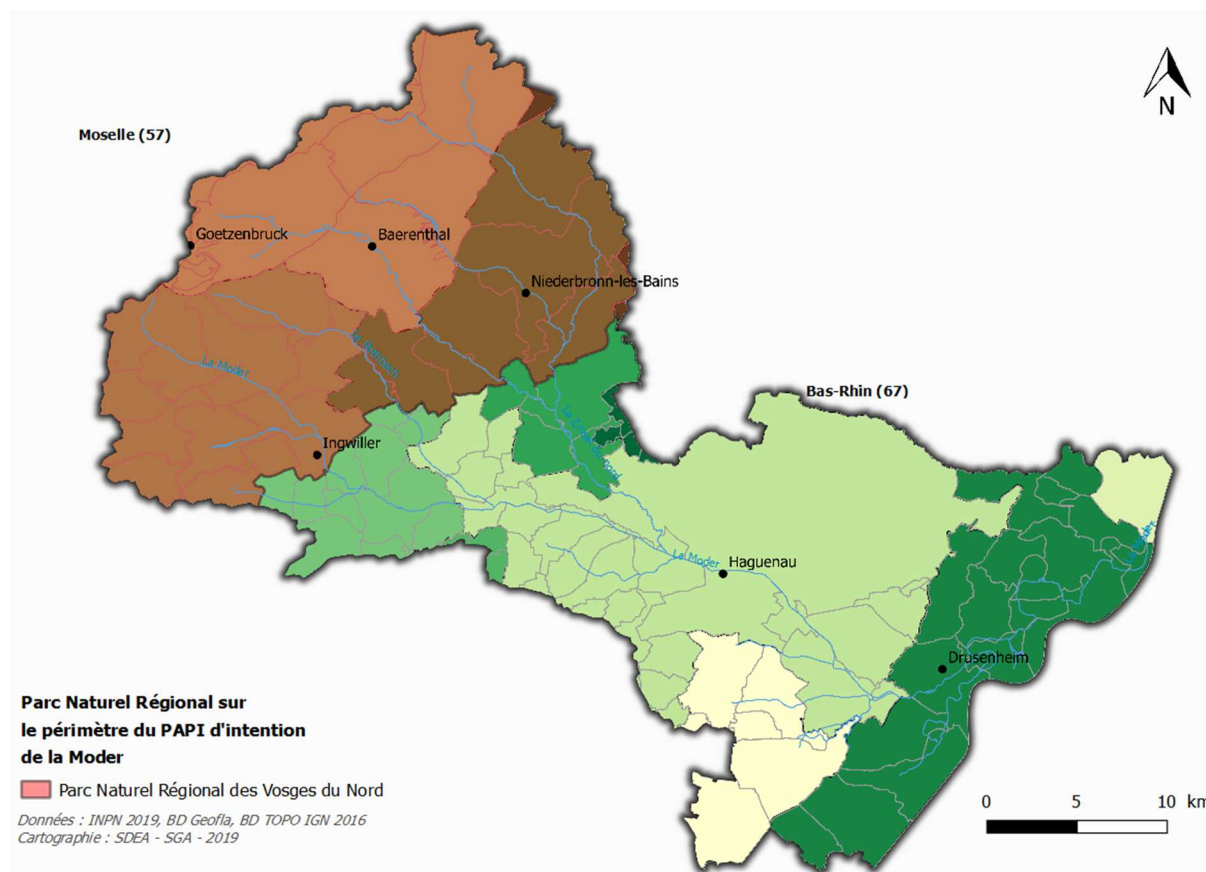 N
Moselle (57)
Goetzenbruck
Baerenthal
Niederbronn-les-Bains
La Moder
Bas-Rhin (67)
Ingwiller
La Moder
Haguenau
Drusenheim
Parc Naturel Régional sur
le périmètre du PAPI d'intention
de la Moder
Parc Naturel Régional des Vosges du Nord
Données : INPN 2019, BD Geofla, BD TOPO IGN 2016
Cartographie : SDEA - SGA - 2019
0 5 10 km